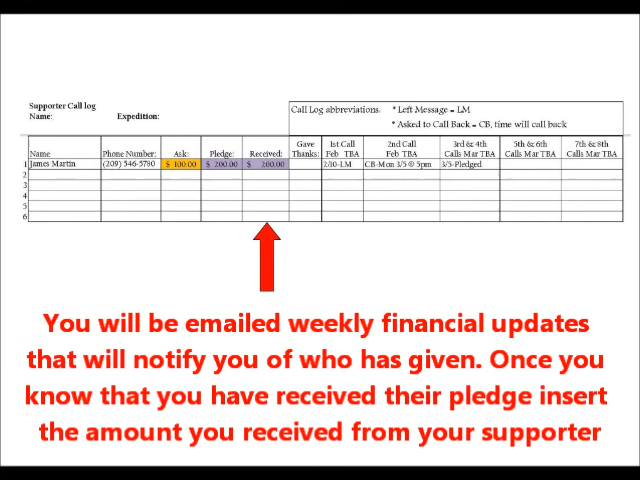 Supporter Call log
Name: Expedition:
Call Log abbreviations. * Left Message = LM
* Asked to Call Back = CB, time will call back
Name Phone Number: Ask: Pledge: Received: Gave Thanks: 1st Call Feb TBA 2nd Call Feb TBA 3rd & 4th Calls Mar TBA 5th & 6th Calls Mar TBA 7th & 8th Calls Mar TBA
1 James Martin (209) 546-5780 $ 100.00 $ 200.00 $ 200.00 2/10-LM CB-Mon 3/5 @ 5pm 3/5-Pledged
2
3
4
5
6
You will be emailed weekly financial updates
that will notify you of who has given. Once you
know that you have received their pledge insert
the amount you received from your supporter